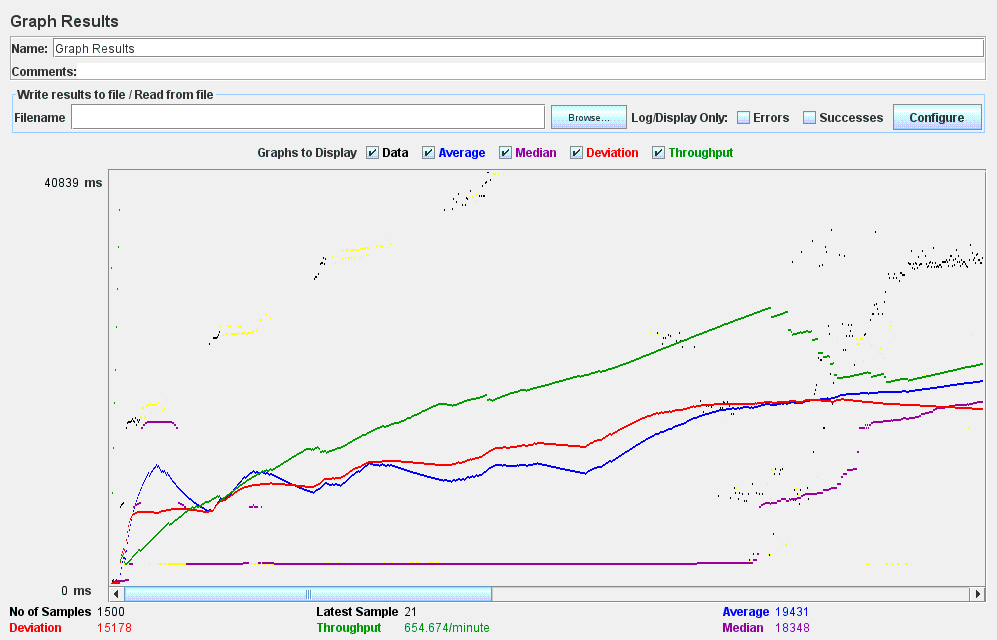 Graph Results
Name: Graph Results
Comments:
Write results to file / Read from file
Filename Browse... Log/Display Only: Errors Successes Configure
Graphs to Display Data Average Median Deviation Throughput
40839 ms
0 ms
No of Samples 1500 Latest Sample 21 Average 19431
Deviation 15178 Throughput 654.674/minute Median 18348